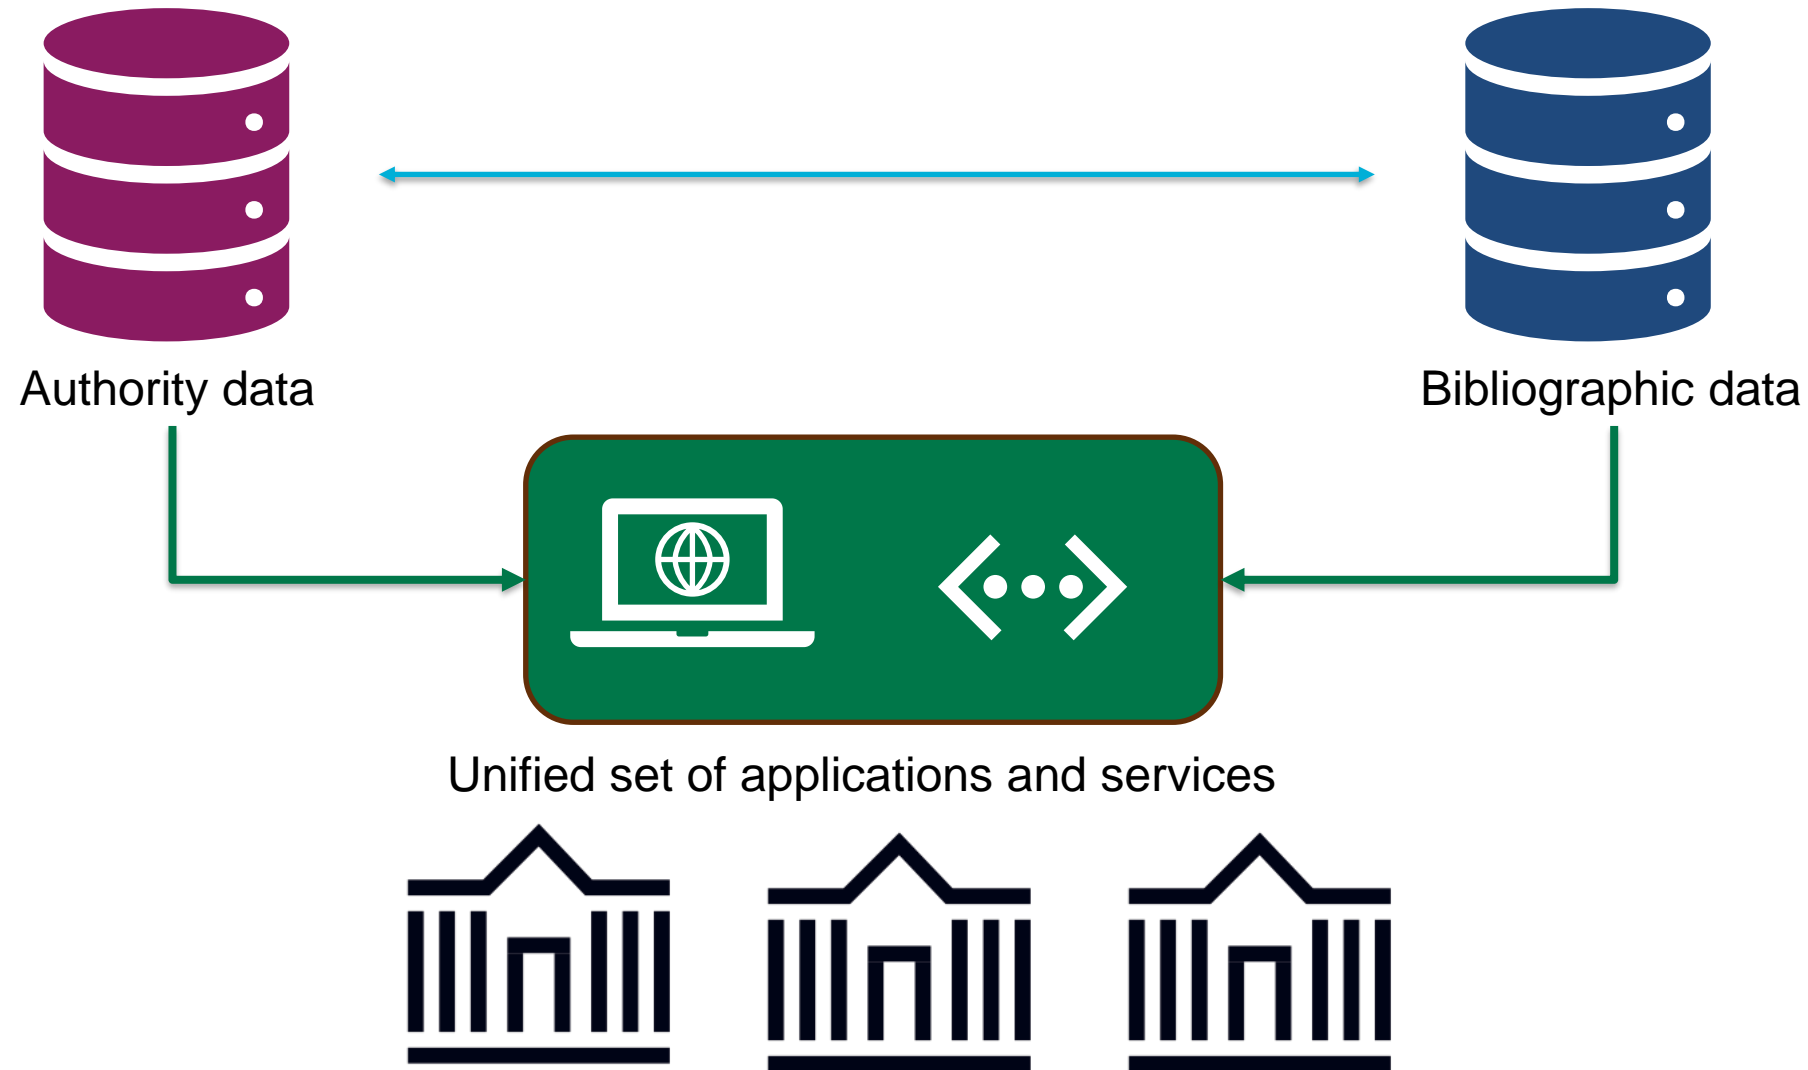 Authority data
Bibliographic data
Unified set of applications and services